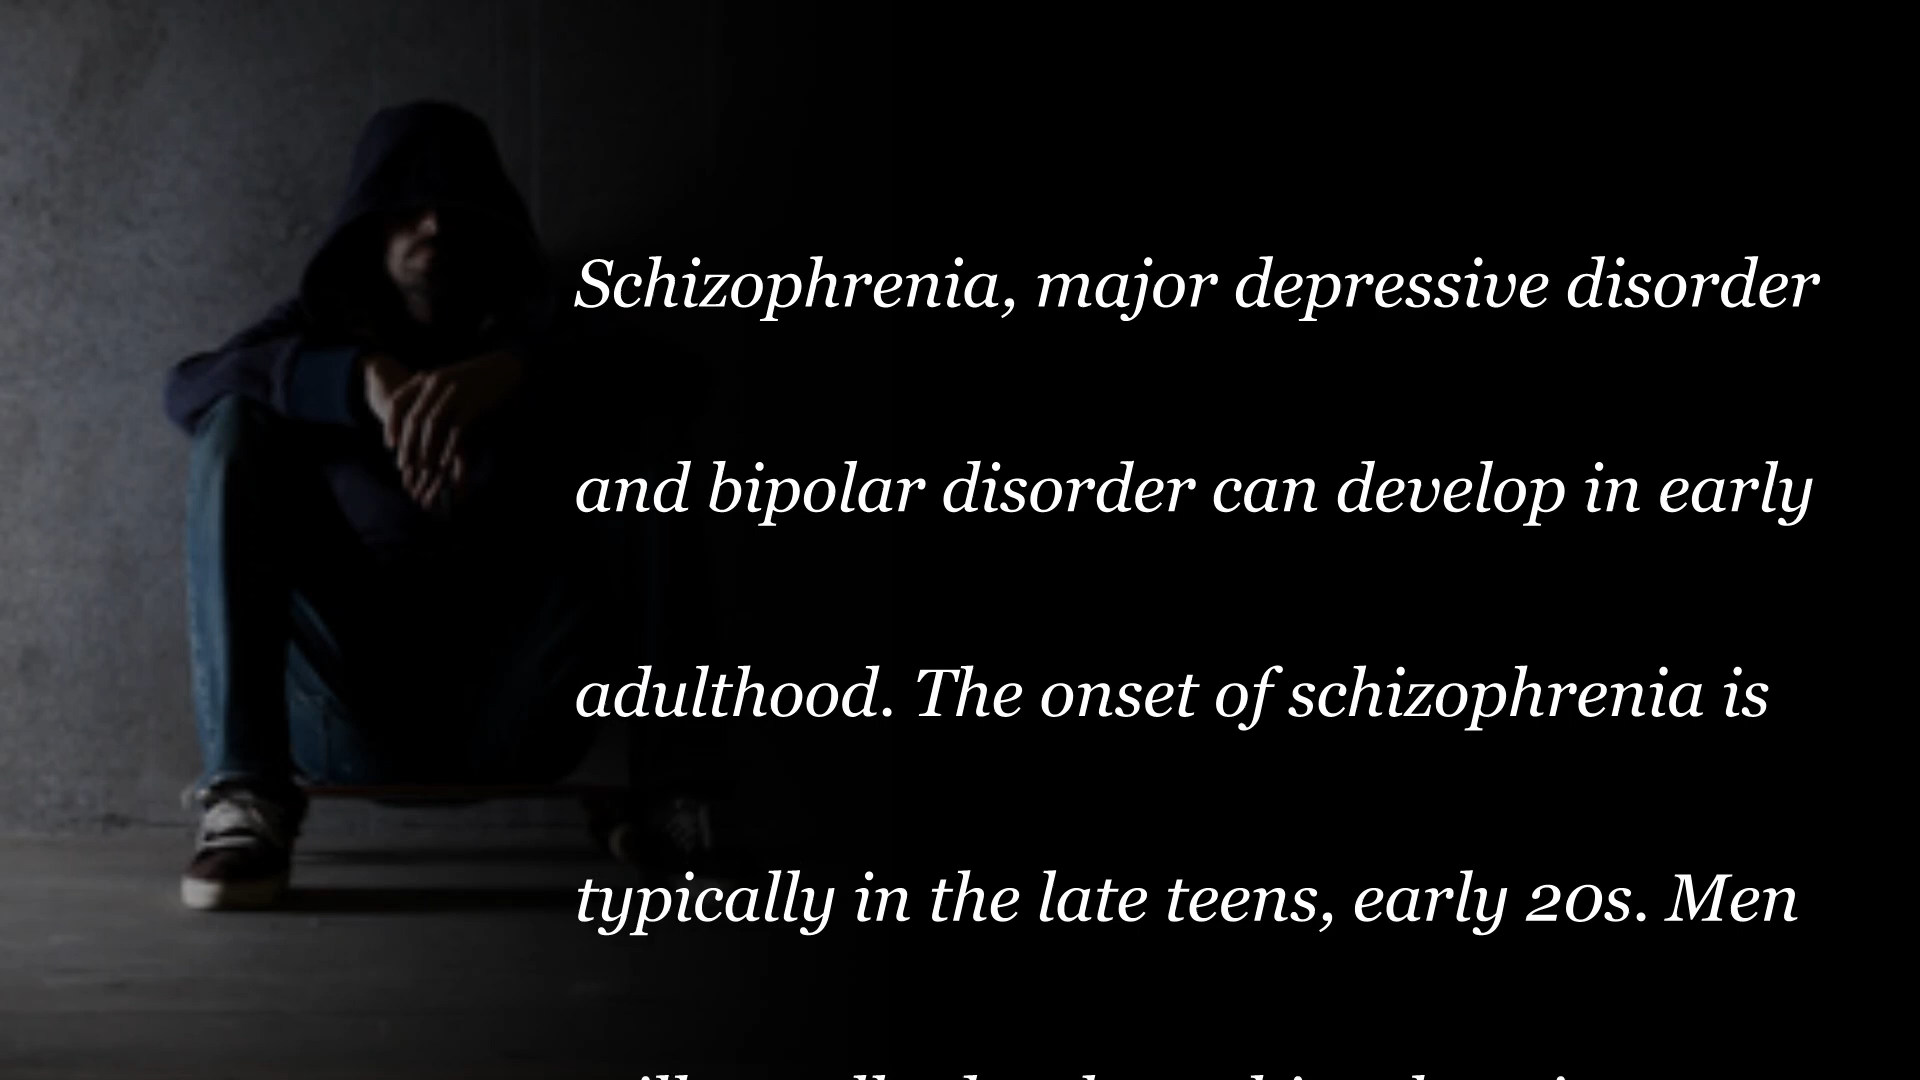 Schizophrenia, major depressive disorder
and bipolar disorder can develop in early
adulthood. The onset of schizophrenia is
typically in the late teens, early 20s. Men